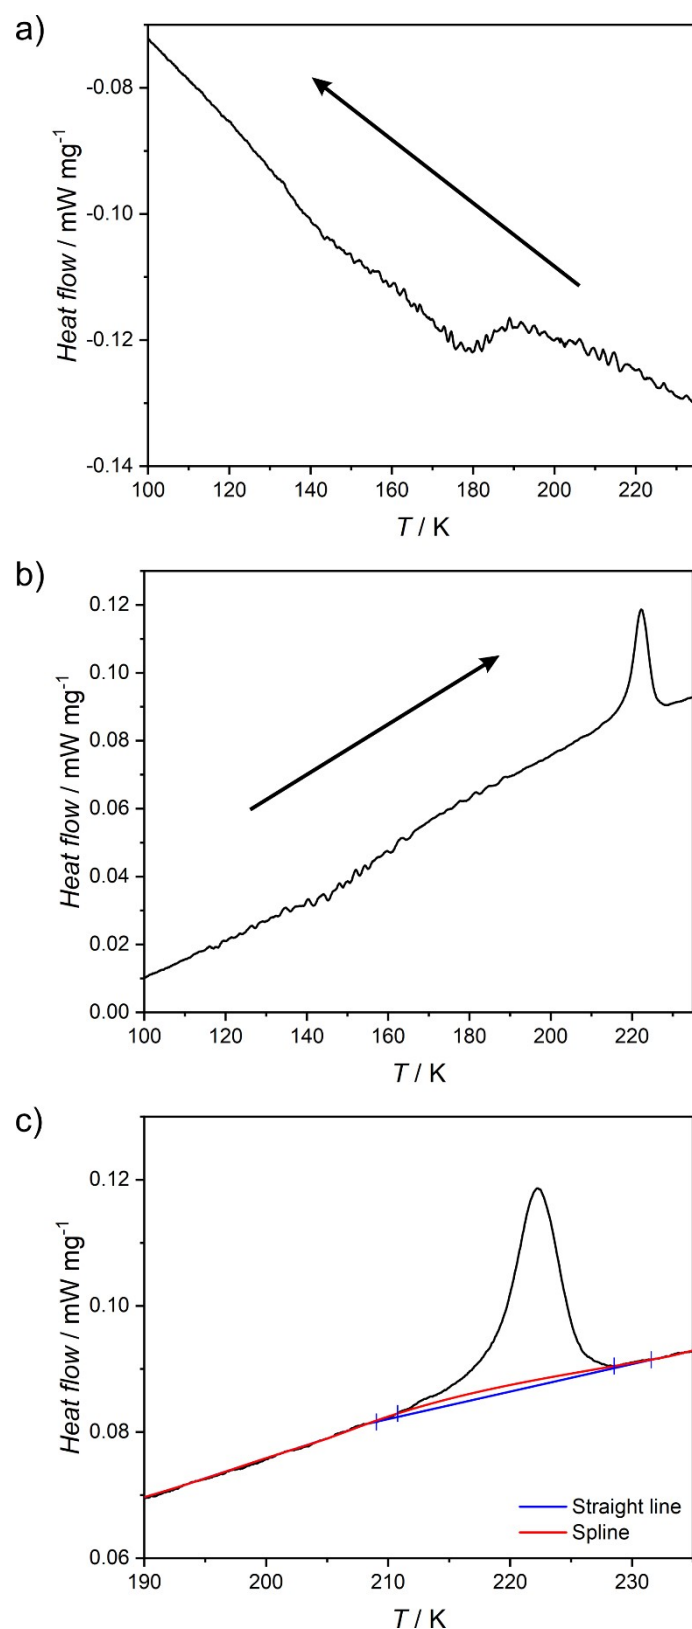 a)
Heat flow / mW mg⁻¹
-0.08
-0.10
-0.12
-0.14
100 120 140 160 180 200 220
T / K
b)
Heat flow / mW mg⁻¹
0.12
0.10
0.08
0.06
0.04
0.02
0.00
100 120 140 160 180 200 220
T / K
c)
Heat flow / mW mg⁻¹
0.12
0.10
0.08
0.06
Straight line
Spline
190 200 210 220 230
T / K